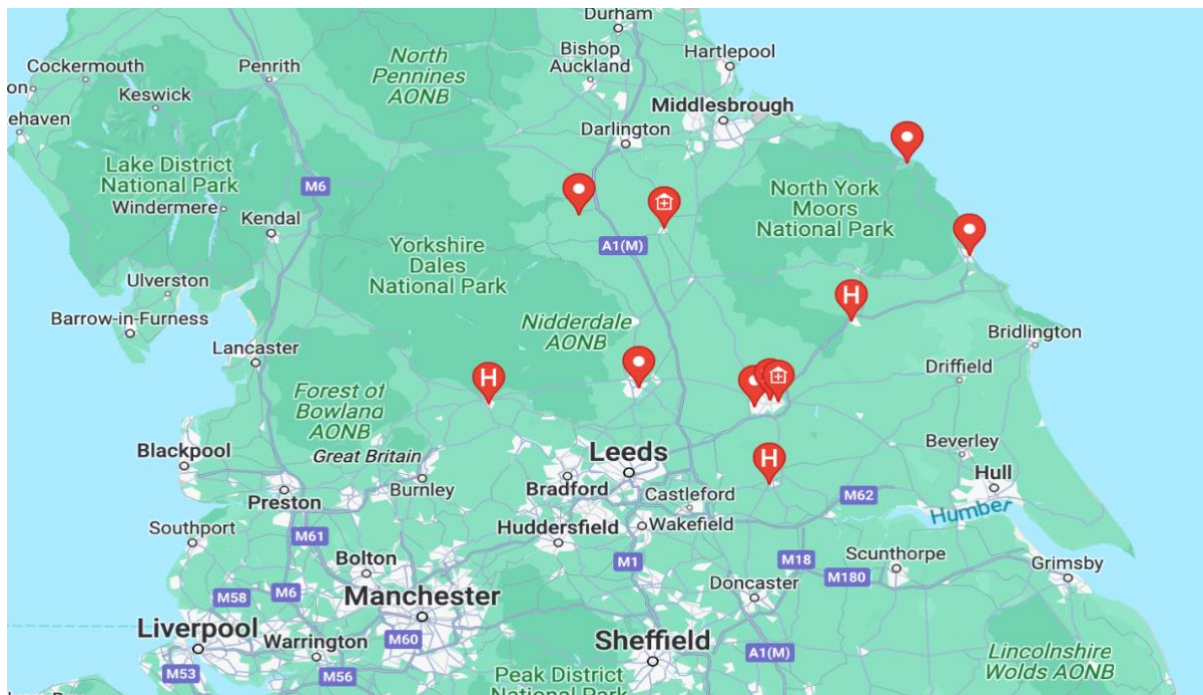 Durham
Bishop
Auckland
Hartlepool
North
Pennines
AONB
Cockermouth
Penrith
Keswick
on
ehaven
Middlesbrough
Darlington
Lake District
National Park
Windermere
M6
Kendal
North York
Moors
National Park
A1(M)
Yorkshire
Dales
National Park
Ulverston
Barrow-in-Furness
H
Nidderdale
AONB
Bridlington
Lancaster
H
Driffield
Forest of
Bowland
AONB
Great Britain
Blackpool
Leeds
Beverley
H
Hull
Preston
Burnley
Bradford
Castleford
M62
Humber
Southport
Huddersfield
Wakefield
M61
Bolton
M1
M18
Scunthorpe
Grimsby
M58
M6
Manchester
Doncaster
M180
Liverpool
Warrington
M60
Sheffield
A1(M)
Lincolnshire
Wolds AONB
M53
M56
Peak District
National Park